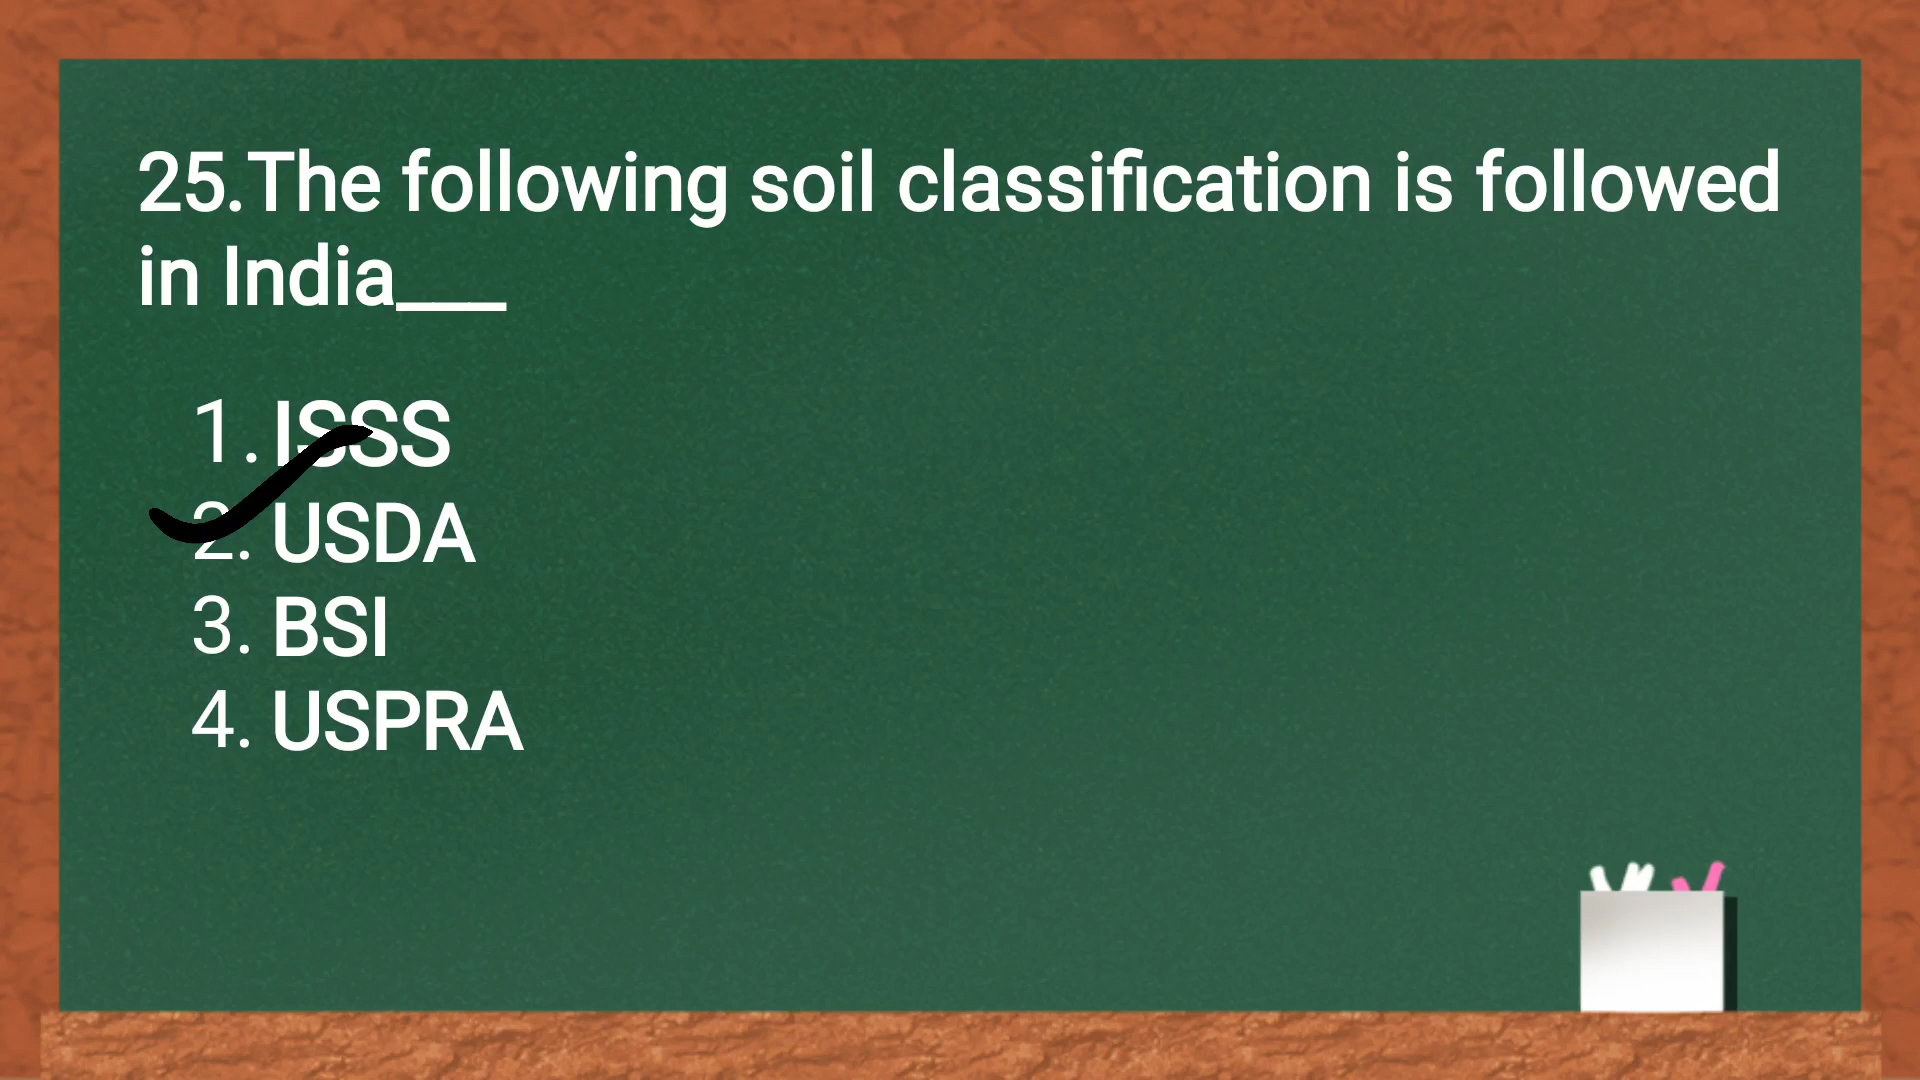 25.The following soil classification is followed
in India___
1. ISSS
2. USDA
3. BSI
4. USPRA